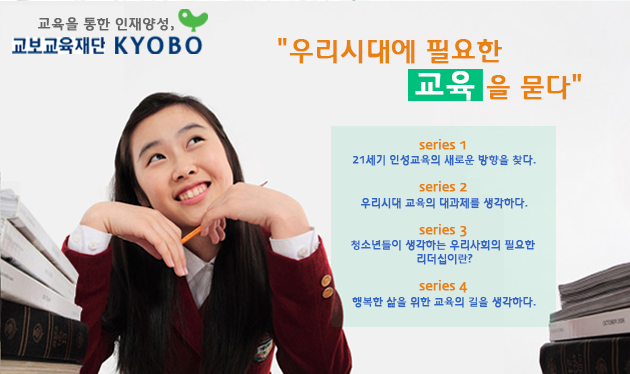 교육을 통한 인재양성,
교보교육재단 KYOBO
"우리시대에 필요한
교육을 묻다"
series 1
21세기 인성교육의 새로운 방향을 찾다.
series 2
우리시대 교육의 대과제를 생각하다.
series 3
청소년들이 생각하는 우리사회의 필요한
리더십이란?
series 4
행복한 삶을 위한 교육의 길을 생각하다.